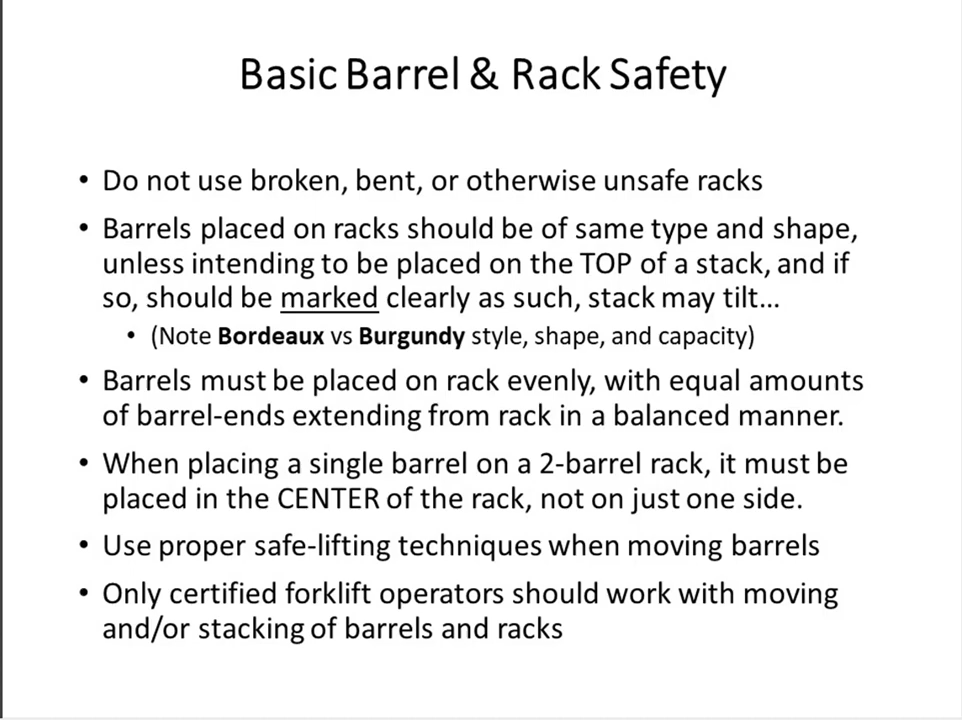 Basic Barrel & Rack Safety
• Do not use broken, bent, or otherwise unsafe racks
• Barrels placed on racks should be of same type and shape,
unless intending to be placed on the TOP of a stack, and if
so, should be marked clearly as such, stack may tilt...
• (Note Bordeaux vs Burgundy style, shape, and capacity)
• Barrels must be placed on rack evenly, with equal amounts
of barrel-ends extending from rack in a balanced manner.
• When placing a single barrel on a 2-barrel rack, it must be
placed in the CENTER of the rack, not on just one side.
• Use proper safe-lifting techniques when moving barrels
• Only certified forklift operators should work with moving
and/or stacking of barrels and racks